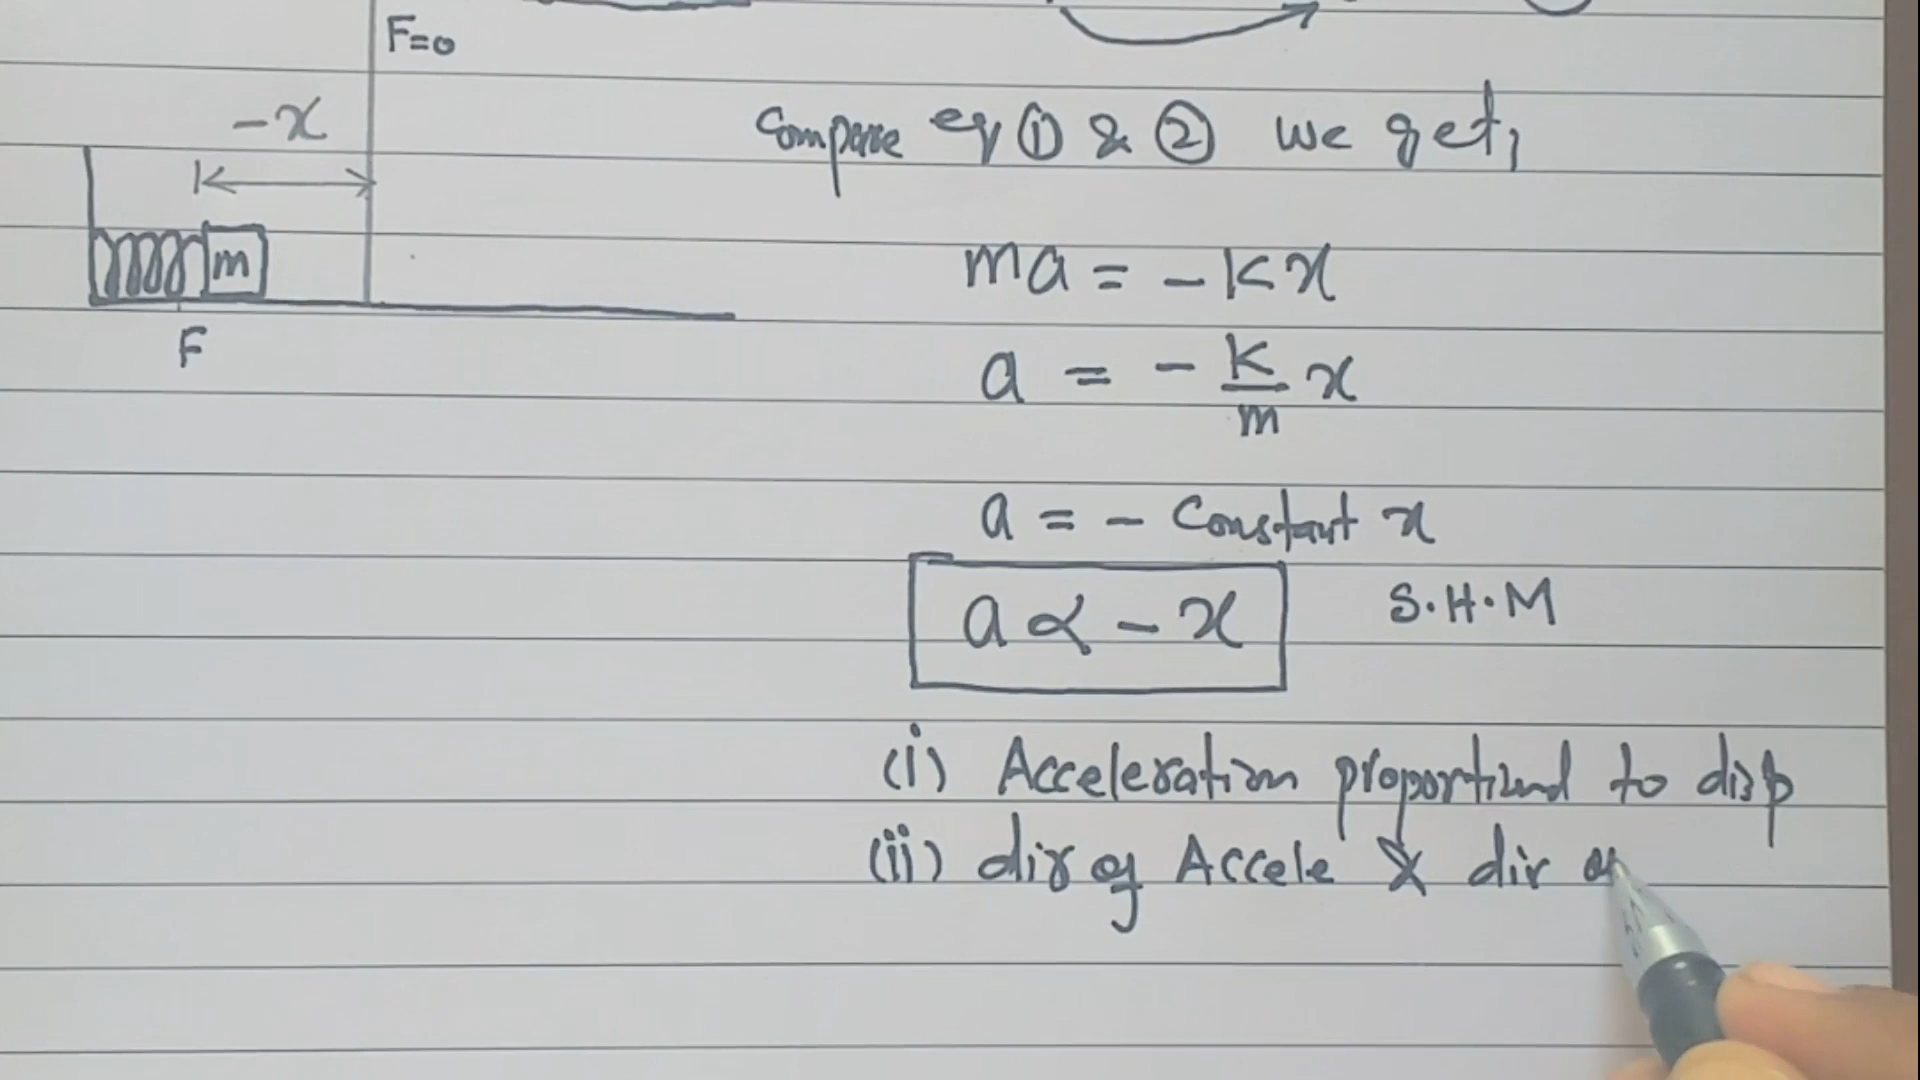 F=0
-x
m
F
Compare eq ① & ② we get,
ma = - Kx
a = - K/m x
a = - Constant x
a ∝ - x
S.H.M
(i) Acceleration proportional to disp
(ii) dir of Accele & dir o